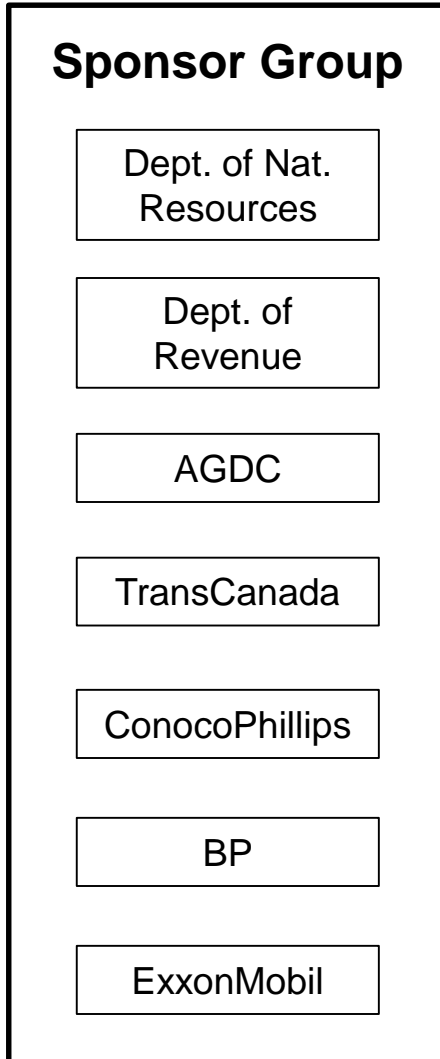 Sponsor Group
Dept. of Nat.
Resources
Dept. of
Revenue
AGDC
TransCanada
ConocoPhillips
BP
ExxonMobil